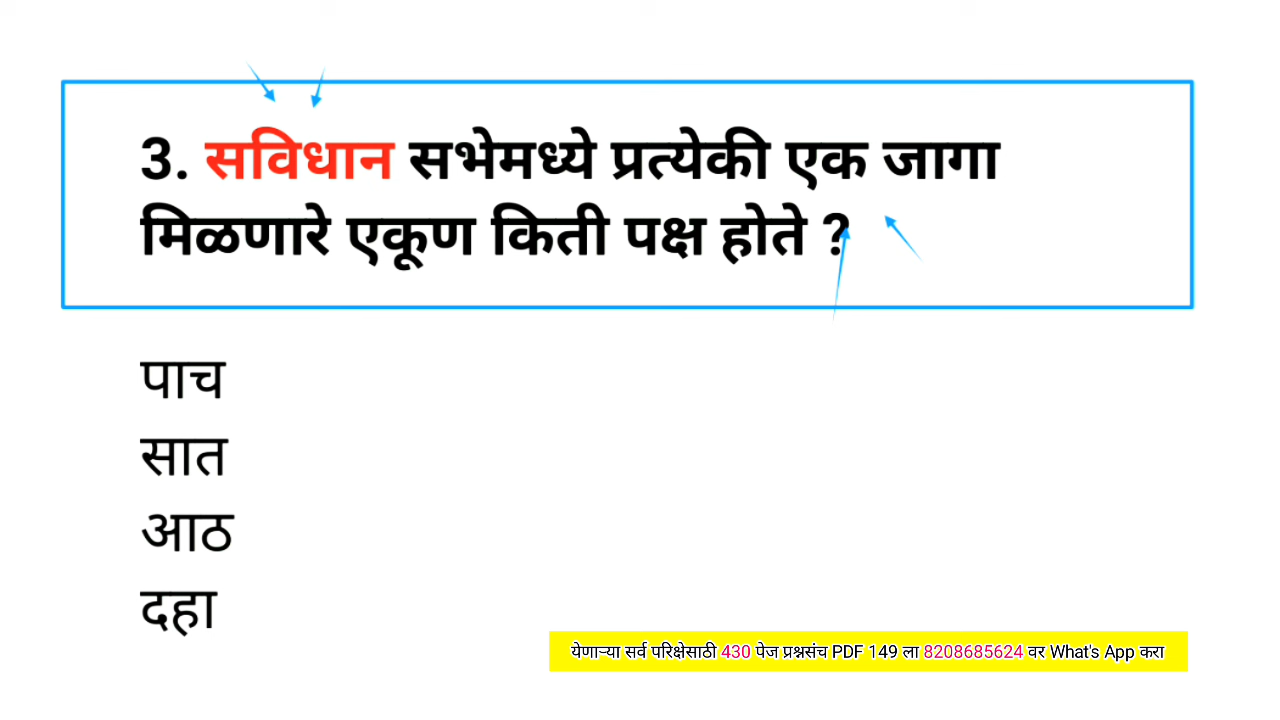 3. सविधान सभेमध्ये प्रत्येकी एक जागा
मिळणारे एकूण किती पक्ष होते ?
पाच
सात
आठ
दहा
येणाऱ्या सर्व परिक्षेसाठी 430 पेज प्रश्नसंच PDF 149 ला 8208685624 वर What's App करा